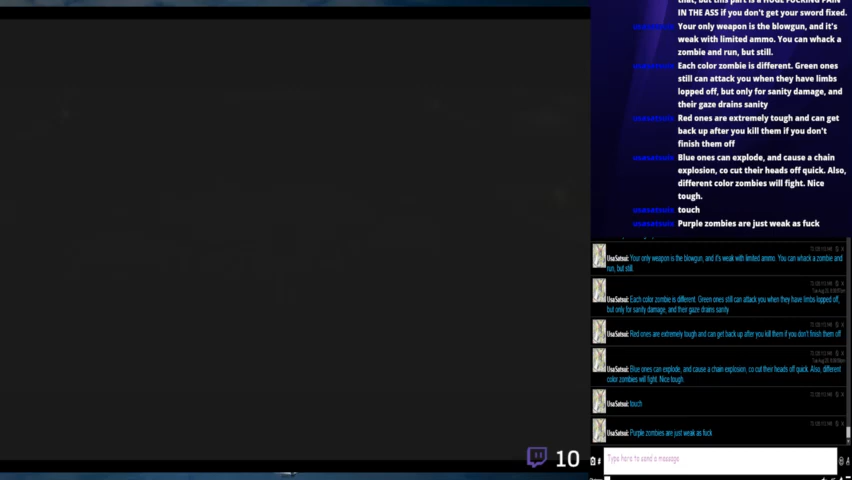 that, but this part is a HUGE FUCKING PAIN
IN THE ASS if you don't get your sword fixed.
usasatsuis Your only weapon is the blowgun, and it's
weak with limited ammo. You can whack a
zombie and run, but still.
usasatsuis Each color zombie is different. Green ones
still can attack you when they have limbs
lopped off, but only for sanity damage, and
their gaze drains sanity
usasatsuis Red ones are extremely tough and can get
back up after you kill them if you don't
finish them off
usasatsuis Blue ones can explode, and cause a chain
explosion, co cut their heads off quick. Also,
different color zombies will fight. Nice
tough.
usasatsuis touch
usasatsuis Purple zombies are just weak as fuck
UsaSatsui: Your only weapon is the blowgun, and it's weak with limited ammo. You can whack a zombie and
run, but still.
UsaSatsui: Each color zombie is different. Green ones still can attack you when they have limbs lopped off,
but only for sanity damage, and their gaze drains sanity
UsaSatsui: Red ones are extremely tough and can get back up after you kill them if you don't finish them off
UsaSatsui: Blue ones can explode, and cause a chain explosion, co cut their heads off quick. Also, different
color zombies will fight. Nice tough.
UsaSatsui: touch
UsaSatsui: Purple zombies are just weak as fuck
10
Type here to send a message